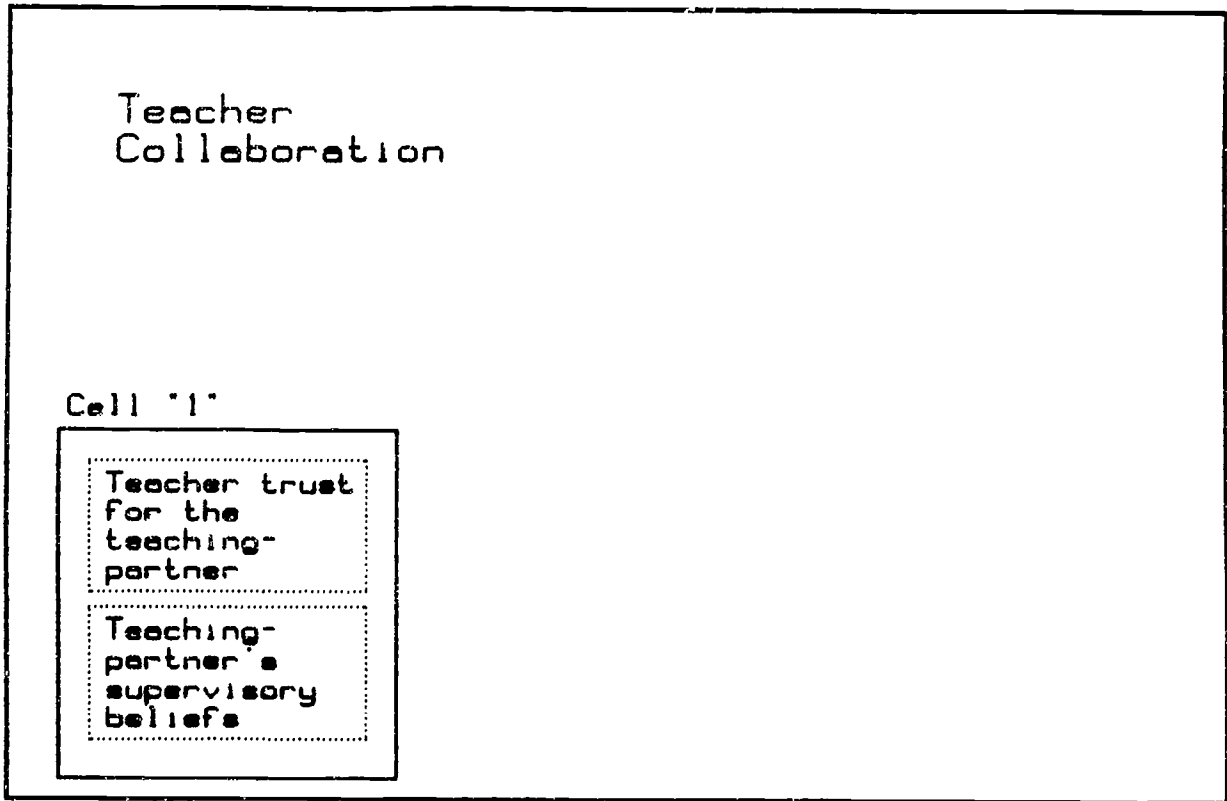 Teacher
Collaboration
Cell "1"
Teacher trust
for the
teaching-
partner
Teaching-
partner's
supervisory
beliefs